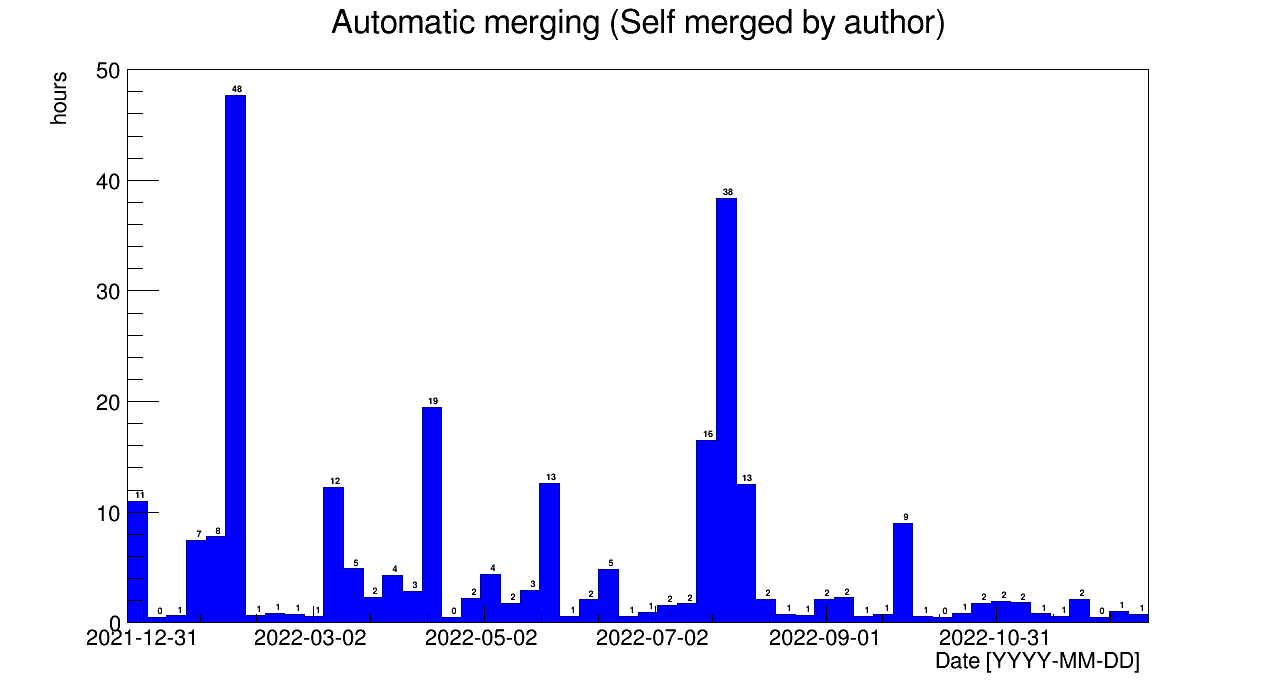 Automatic merging (Self merged by author)
hours
50
40
30
20
10
0
11 0 1 7 8 48 1 1 1 1 12 5 2 4 3 19 0 2 4 2 3 13 1 2 5 1 1 2 2 16 38 13 2 1 1 2 2 1 1 9 1 0 1 2 2 2 1 1 2 0 1 1
2021-12-31 2022-03-02 2022-05-02 2022-07-02 2022-09-01 2022-10-31
Date [YYYY-MM-DD]